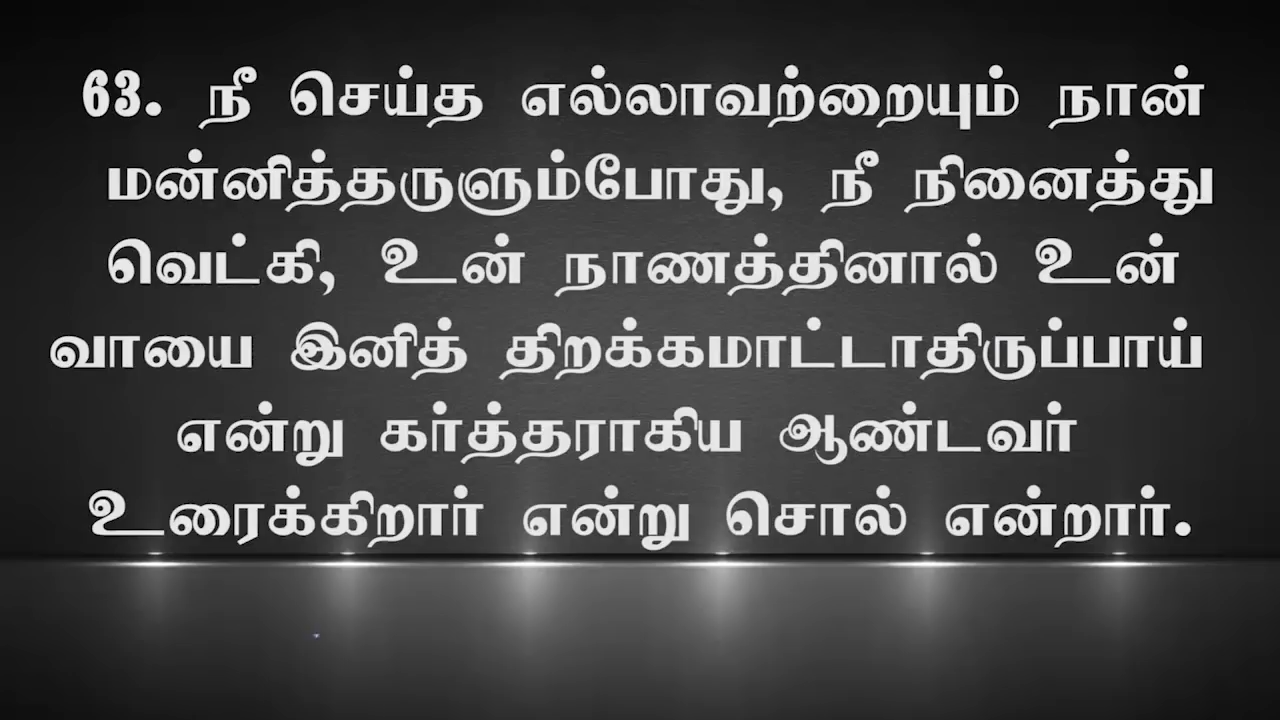 63. நீ செய்த எல்லாவற்றையும் நான்
மன்னித்தருளும்போது, நீ நினைத்து
வெட்கி, உன் நாணத்தினால் உன்
வாயை இனித் திறக்கமாட்டாதிருப்பாய்
என்று கர்த்தராகிய ஆண்டவர்
உரைக்கிறார் என்று சொல் என்றார்.